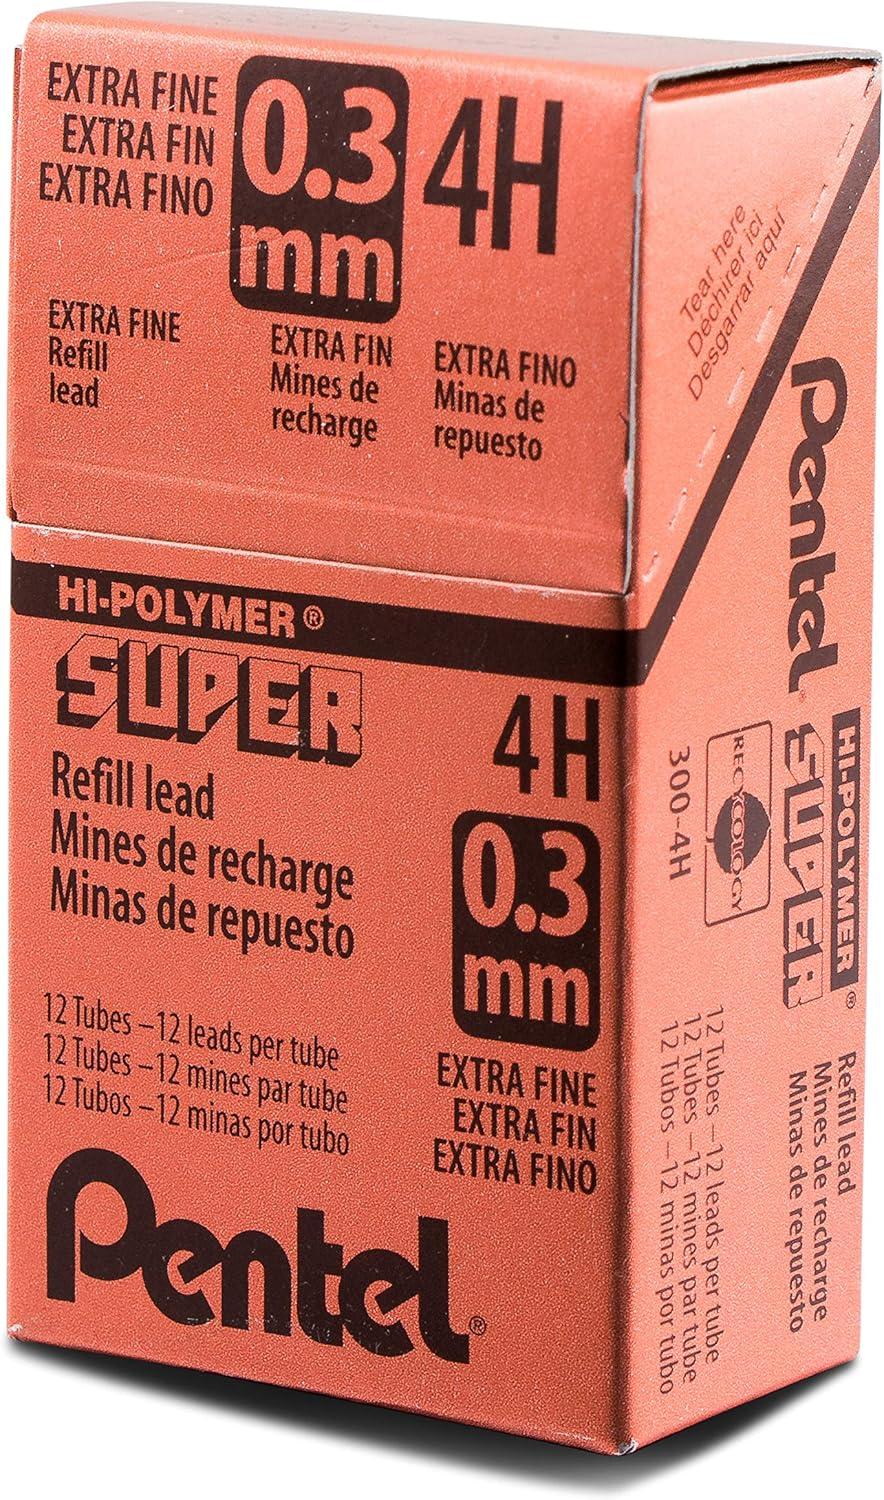 EXTRA FINE
EXTRA FIN
EXTRA FINO
0.3
mm
4H
EXTRA FINE
Refill
lead
EXTRA FIN
Mines de
recharge
EXTRA FINO
Minas de
repuesto
HI-POLYMER®
SUPER
Refill lead
Mines de recharge
Minas de repuesto
4H
0.3
mm
EXTRA FINE
EXTRA FIN
EXTRA FINO
12 Tubes –12 leads per tube
12 Tubes –12 mines par tube
12 Tubos –12 minas por tubo
Pentel®
Tear here
Dechirer ici
Desgarrar aqui
Pentel®
HI-POLYMER®
SUPER
RECYCOLOGY
300-4H
Refill lead
Mines de recharge
Minas de repuesto
12 Tubes –12 leads per tube
12 Tubes –12 mines par tube
12 Tubos –12 minas por tubo